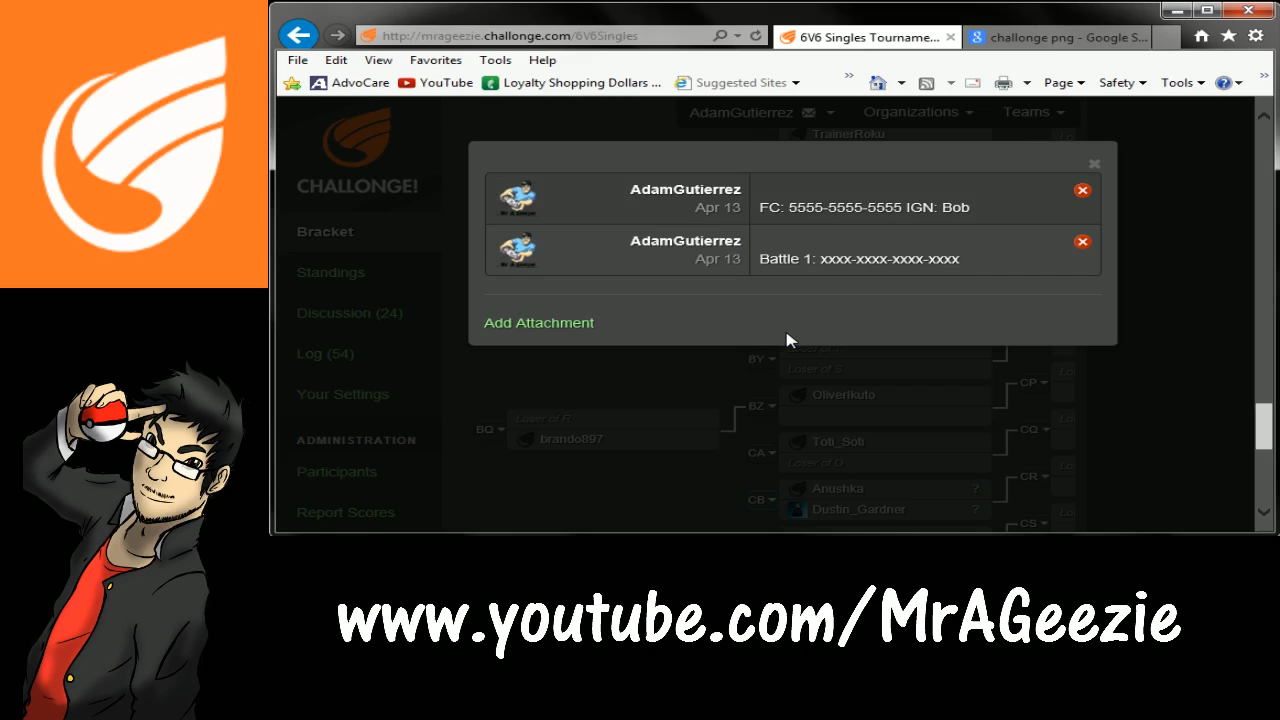 http://mrageezie.challonge.com/6V6Singles
6V6 Singles Tourname...
challonge png - Google S...
File Edit View Favorites Tools Help
AdvoCare YouTube Loyalty Shopping Dollars ... Suggested Sites » Page Safety Tools »
AdamGutierrez Organizations Teams
TrainerRoku
CHALLONGE!
Bracket
Standings
Discussion (24)
Log (54)
Your Settings
ADMINISTRATION
Participants
Report Scores
AdamGutierrez
Apr 13
FC: 5555-5555-5555 IGN: Bob
AdamGutierrez
Apr 13
Battle 1: xxxx-xxxx-xxxx-xxxx
Add Attachment
BY
Loser of S
OliverIkuto
CP
BZ
Loser of R
BQ
brando897
Toti_Soti
CQ
CA
Loser of O
Anushka ?
CR
CB
Dustin_Gardner ?
CS
www.youtube.com/MrAGeezie